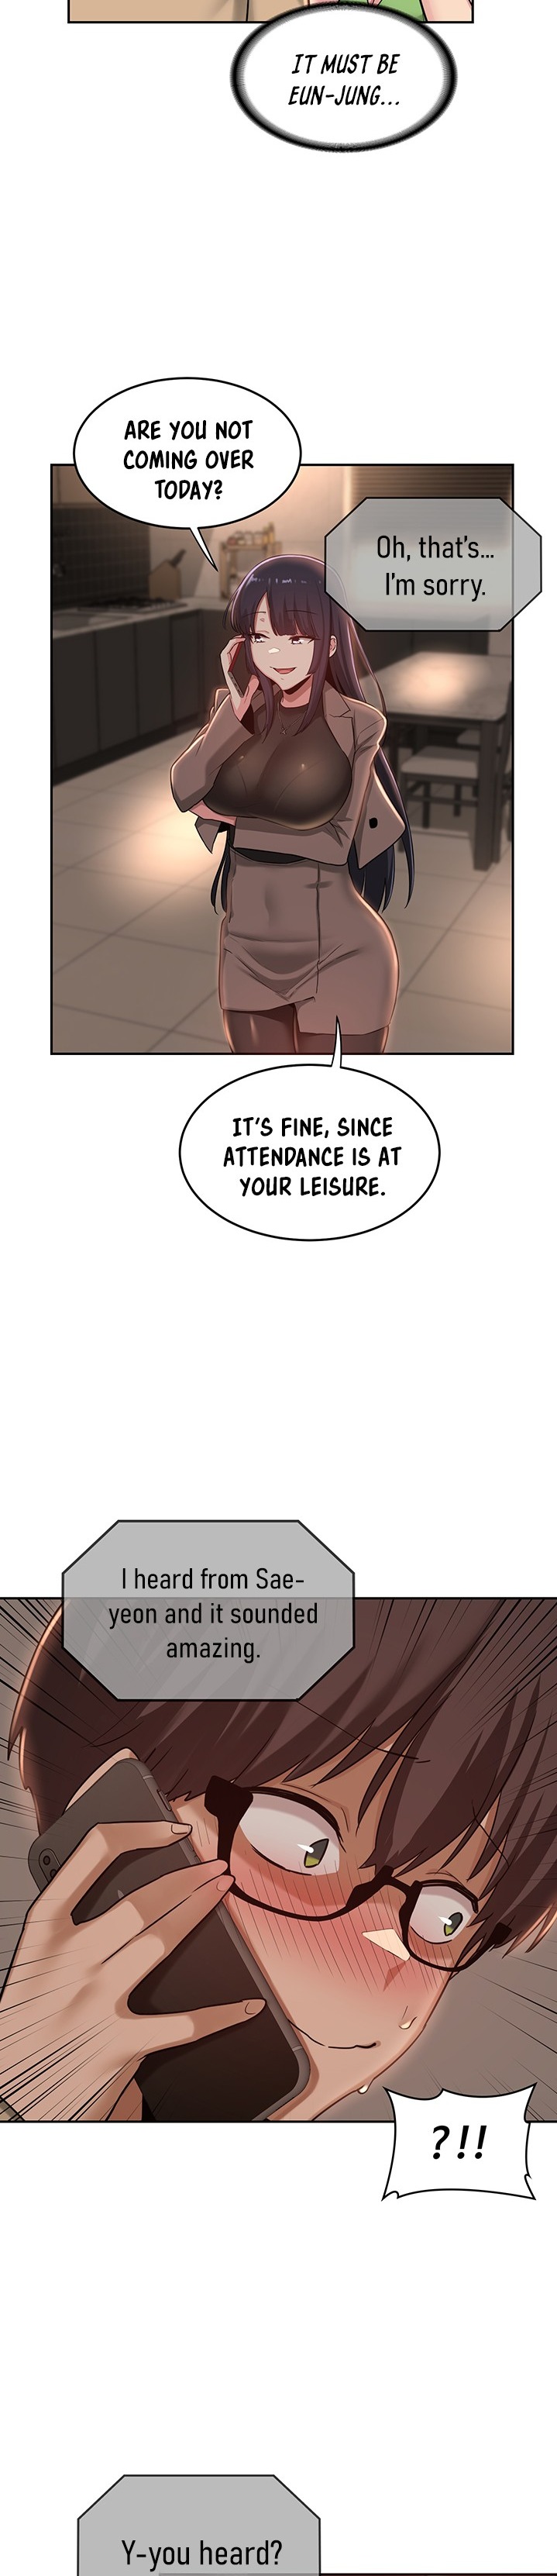 IT MUST BE
EUN-JUNG...
ARE YOU NOT
COMING OVER
TODAY?
Oh, that's...
I'm sorry.
IT'S FINE, SINCE
ATTENDANCE IS AT
YOUR LEISURE.
I heard from Sae-
yeon and it sounded
amazing.
?!!
Y-you heard?